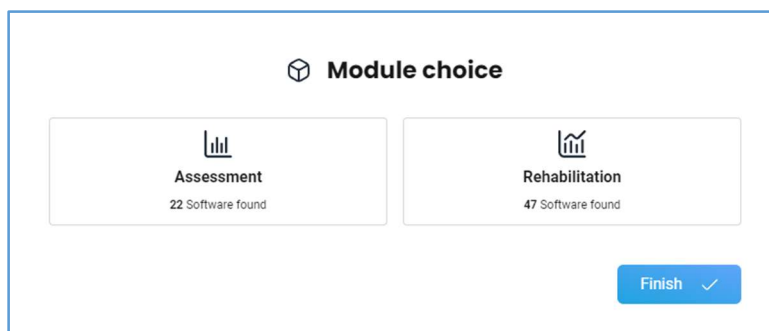 Module choice
Assessment
22 Software found
Rehabilitation
47 Software found
Finish